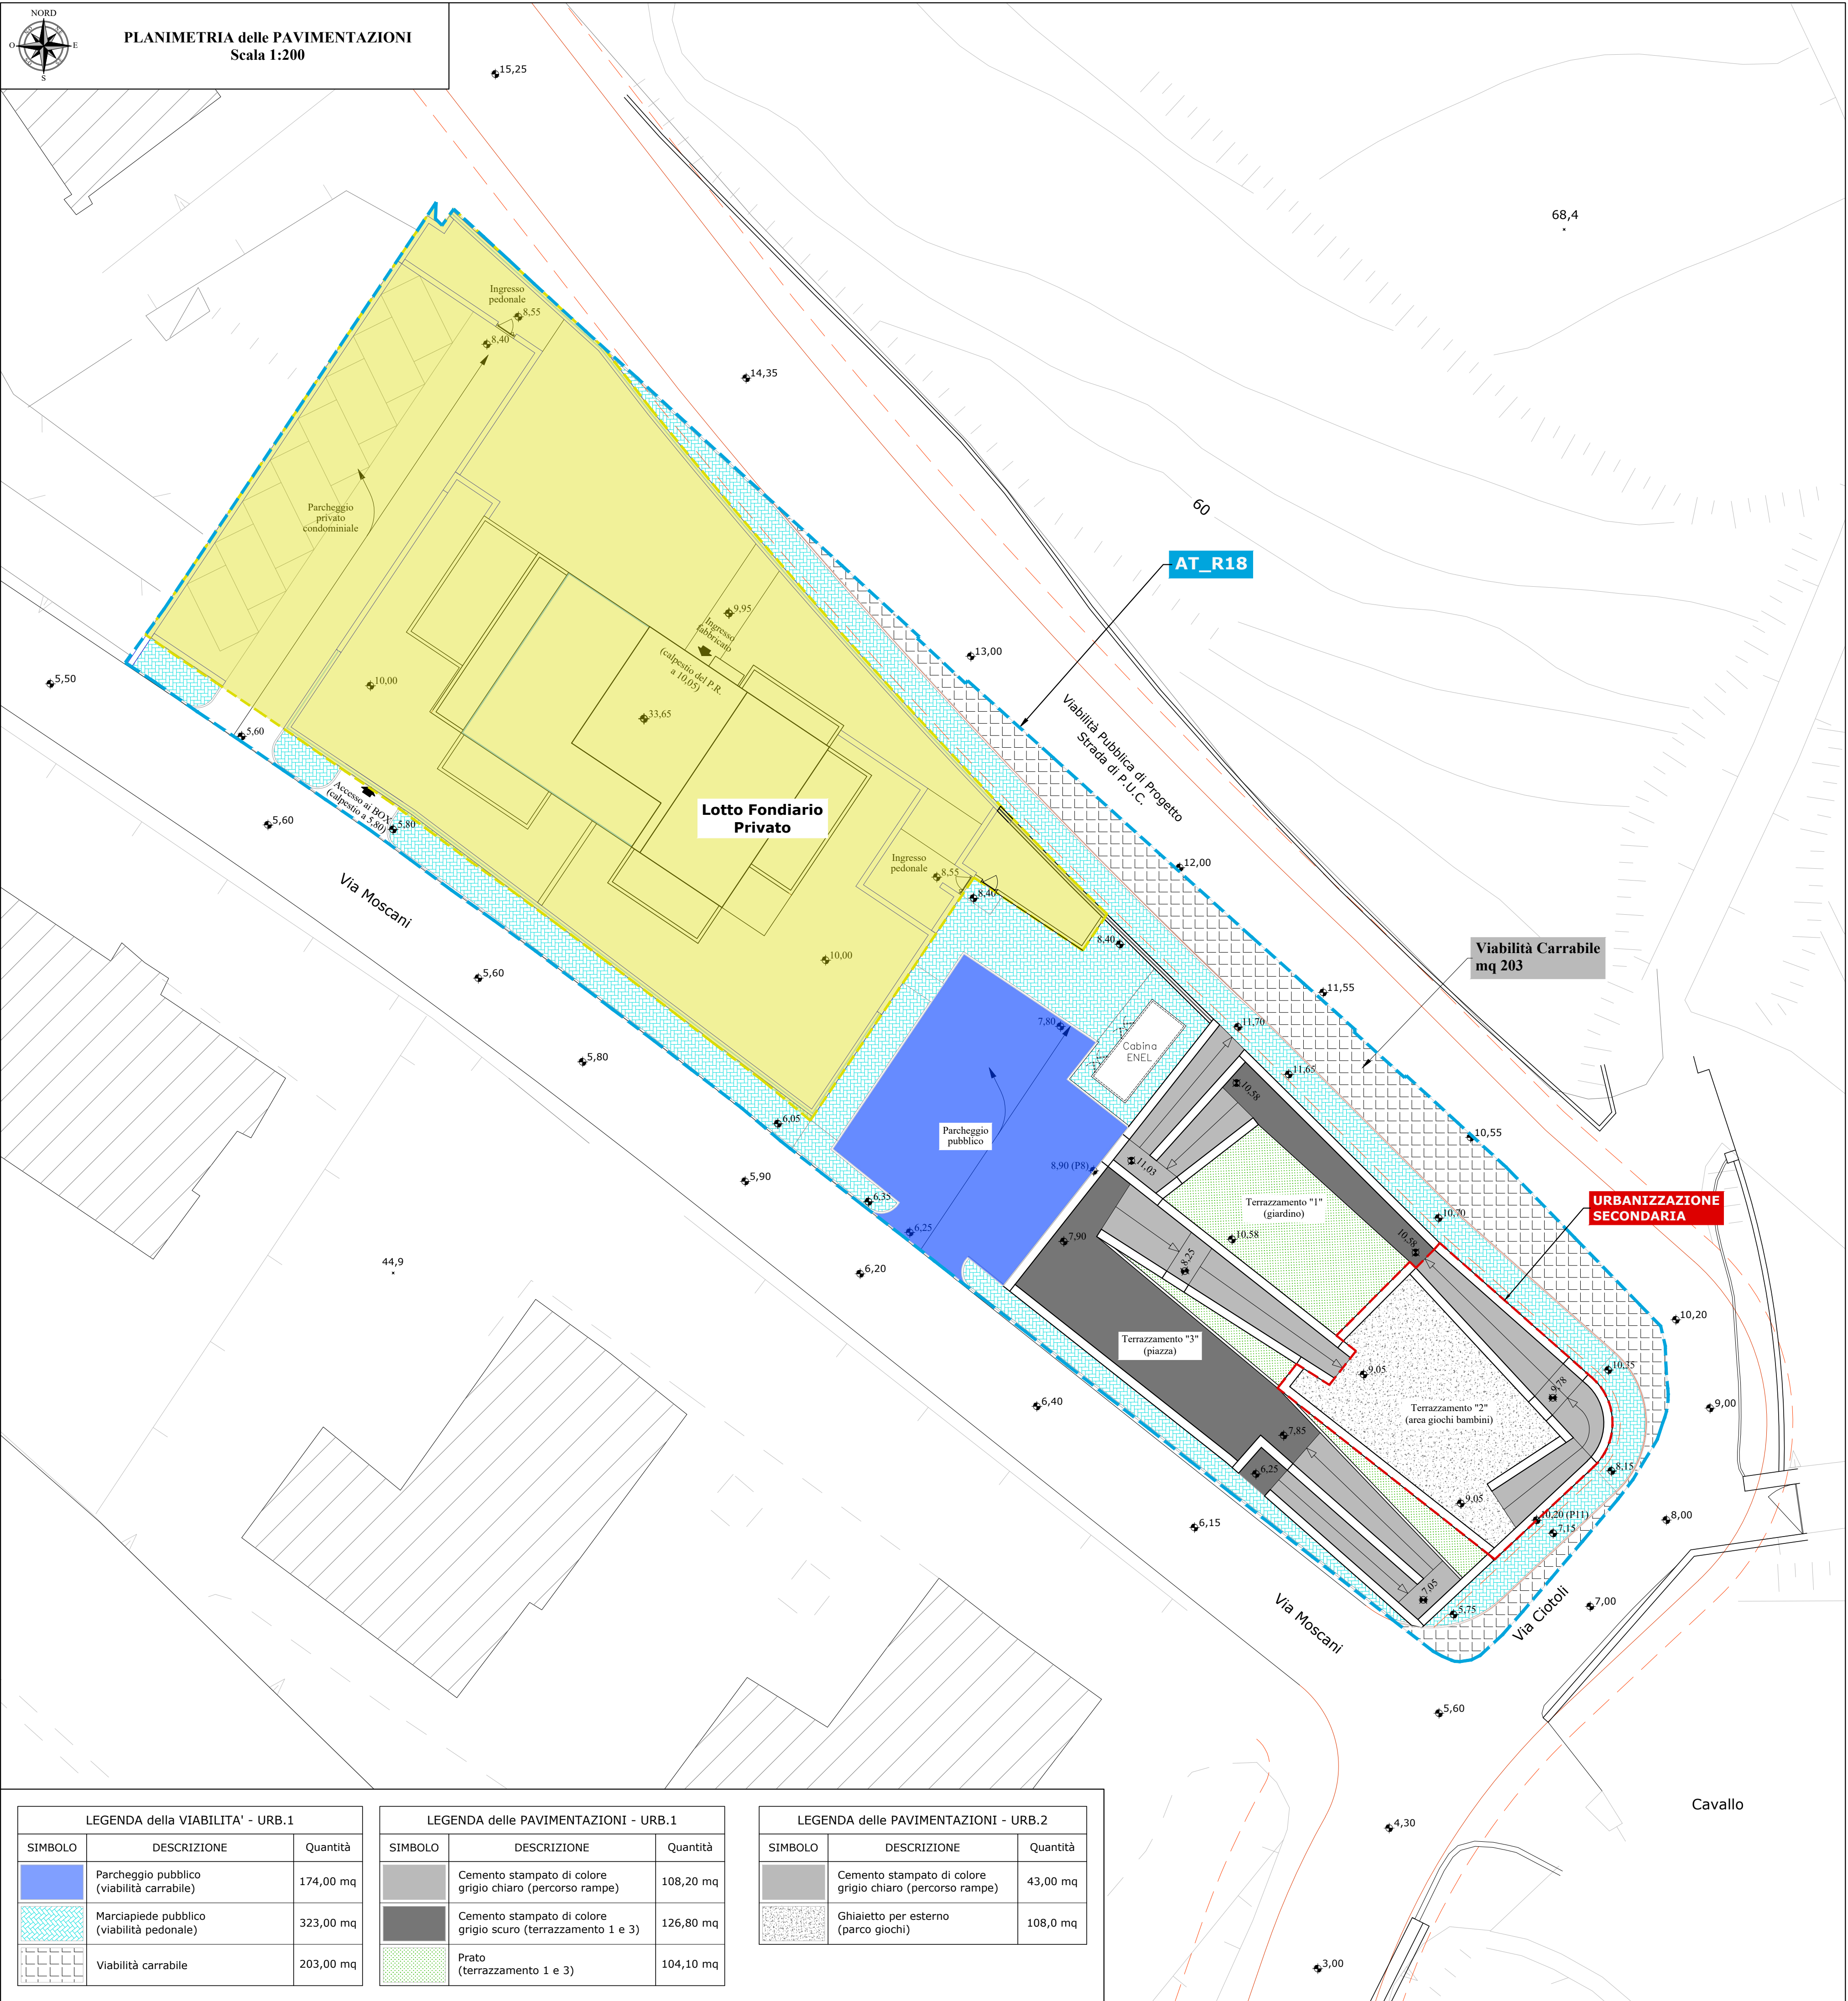 NORD
O
E
S
PLANIMETRIA delle PAVIMENTAZIONI
Scala 1:200
15,25
68,4
Ingresso
pedonale
8,55
8,40
14,35
Parcheggio
privato
condominiale
60
AT_R18
9,95
Ingresso
fabbricato
(calpestio del P.R.
a 10,05)
13,00
5,50
10,00
33,65
5,60
Viabilità Pubblica di Progetto
Strada di P.U.C.
Accesso ai BOX
(calpestio a 5,80)
5,80
5,60
Lotto Fondiario
Privato
12,00
Ingresso
pedonale
8,55
8,40
Via Moscani
8,40
Viabilità Carrabile
mq 203
10,00
5,60
11,55
7,80
11,70
Cabina
ENEL
5,80
11,65
10,58
6,05
Parcheggio
pubblico
10,55
11,03
8,90 (P8)
5,90
6,35
Terrazzamento "1"
(giardino)
URBANIZZAZIONE
SECONDARIA
10,70
6,25
7,90
10,58
10,58
8,25
44,9
6,20
10,20
Terrazzamento "3"
(piazza)
9,05
10,35
9,78
6,40
9,00
Terrazzamento "2"
(area giochi bambini)
7,85
6,25
8,15
9,05
10,20 (P11)
7,15
8,00
6,15
7,05
5,75
7,00
Via Moscani
Via Ciotoli
5,60
Cavallo
4,30
3,00
LEGENDA della VIABILITA' - URB.1
SIMBOLO DESCRIZIONE Quantità
Parcheggio pubblico
(viabilità carrabile) 174,00 mq
Marciapiede pubblico
(viabilità pedonale) 323,00 mq
Viabilità carrabile 203,00 mq
LEGENDA delle PAVIMENTAZIONI - URB.1
SIMBOLO DESCRIZIONE Quantità
Cemento stampato di colore
grigio chiaro (percorso rampe) 108,20 mq
Cemento stampato di colore
grigio scuro (terrazzamento 1 e 3) 126,80 mq
Prato
(terrazzamento 1 e 3) 104,10 mq
LEGENDA delle PAVIMENTAZIONI - URB.2
SIMBOLO DESCRIZIONE Quantità
Cemento stampato di colore
grigio chiaro (percorso rampe) 43,00 mq
Ghiaietto per esterno
(parco giochi) 108,0 mq